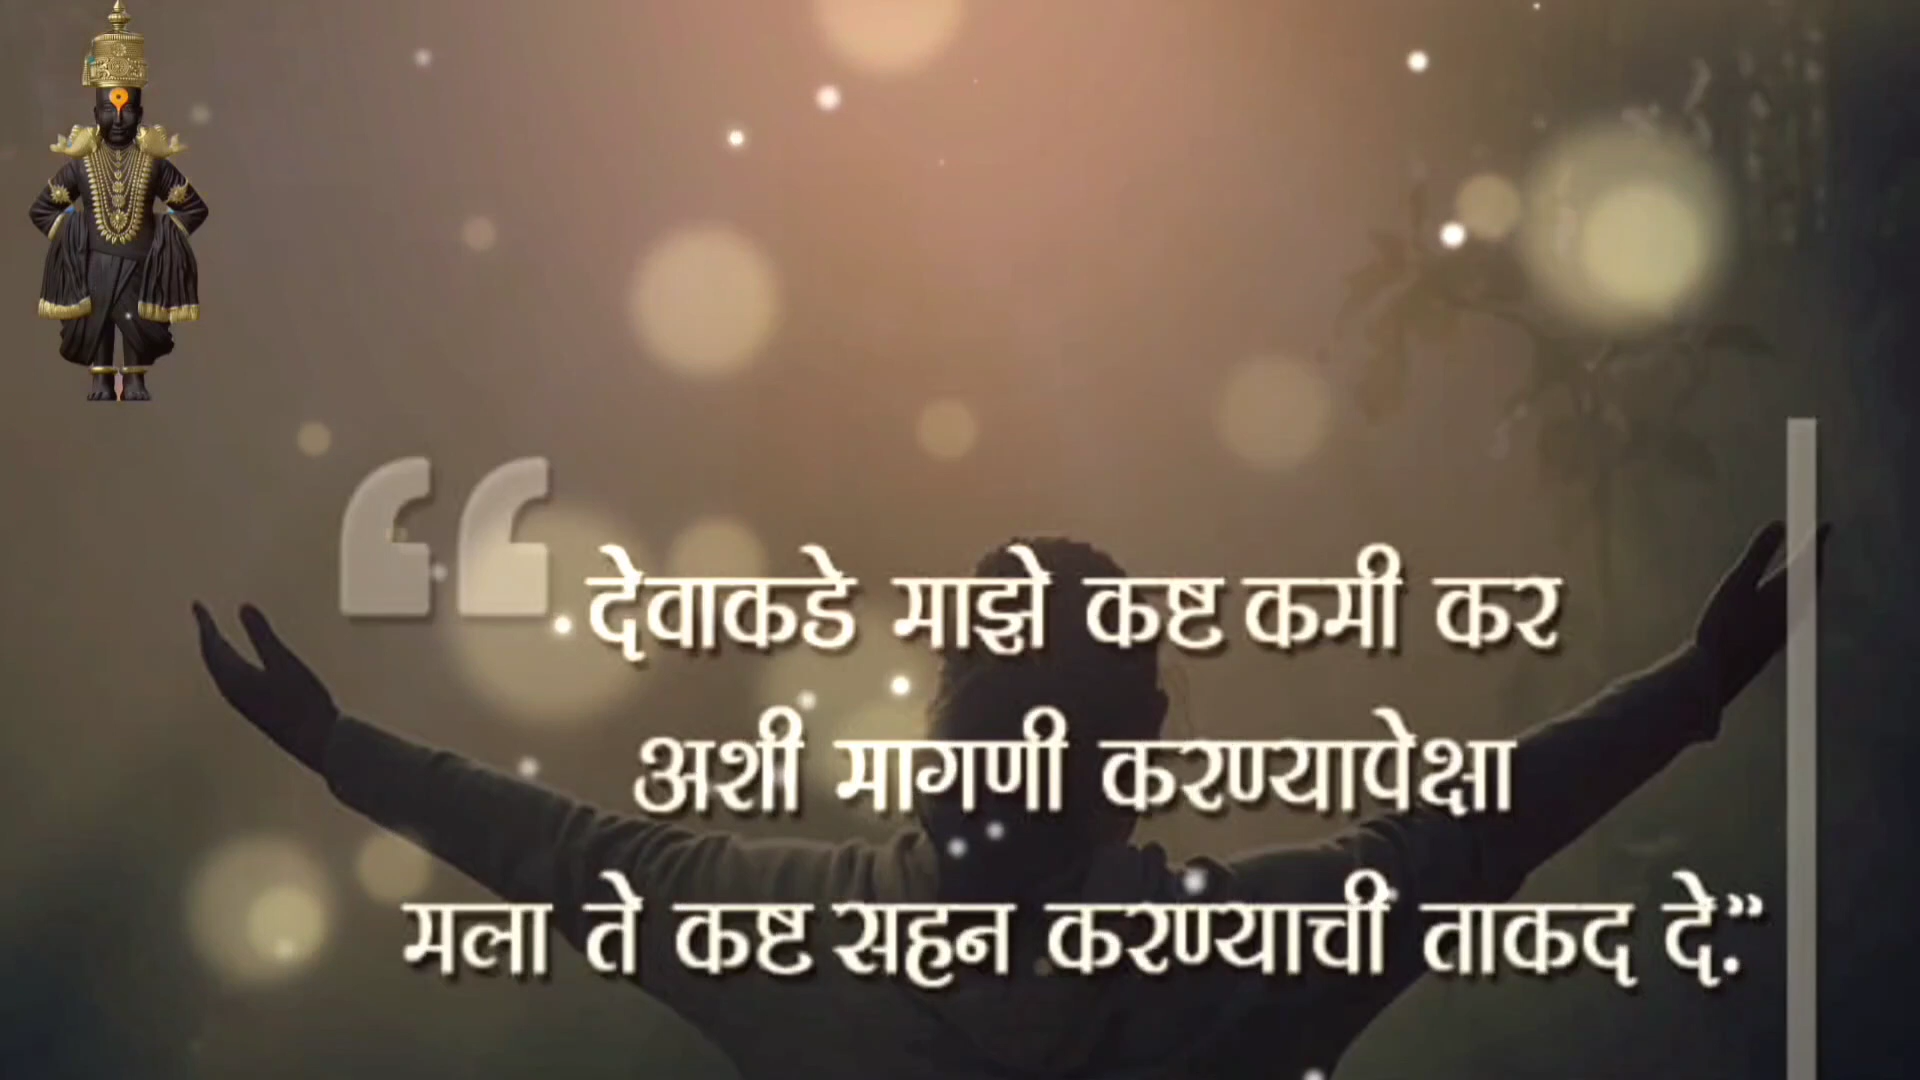 “देवाकडे माझे कष्ट कमी कर
अशी मागणी करण्यापेक्षा
मला ते कष्ट सहन करण्याची ताकद दे.”